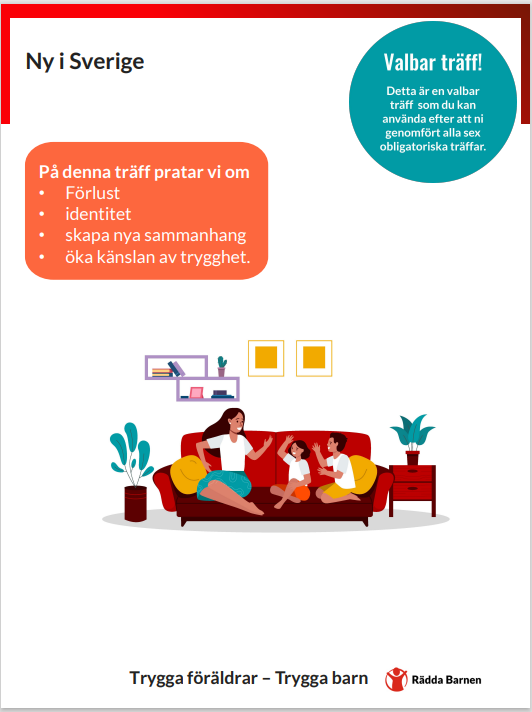 Ny i Sverige
Valbar träff!
Detta är en valbar
träff som du kan
använda efter att ni
genomfört alla sex
obligatoriska träffar.
På denna träff pratar vi om
• Förlust
• identitet
• skapa nya sammanhang
• öka känslan av trygghet.
Trygga föräldrar – Trygga barn
Rädda Barnen